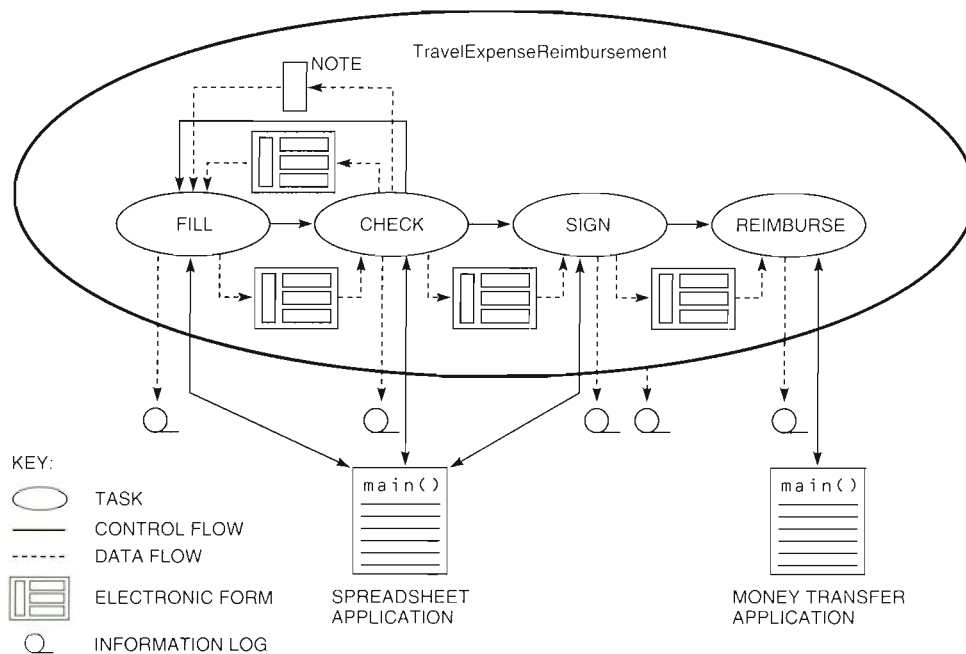 TravelExpenseReimbursement
NOTE
FILL
CHECK
SIGN
REIMBURSE
KEY:
TASK
CONTROL FLOW
DATA FLOW
ELECTRONIC FORM
INFORMATION LOG
main()
SPREADSHEET
APPLICATION
main()
MONEY TRANSFER
APPLICATION